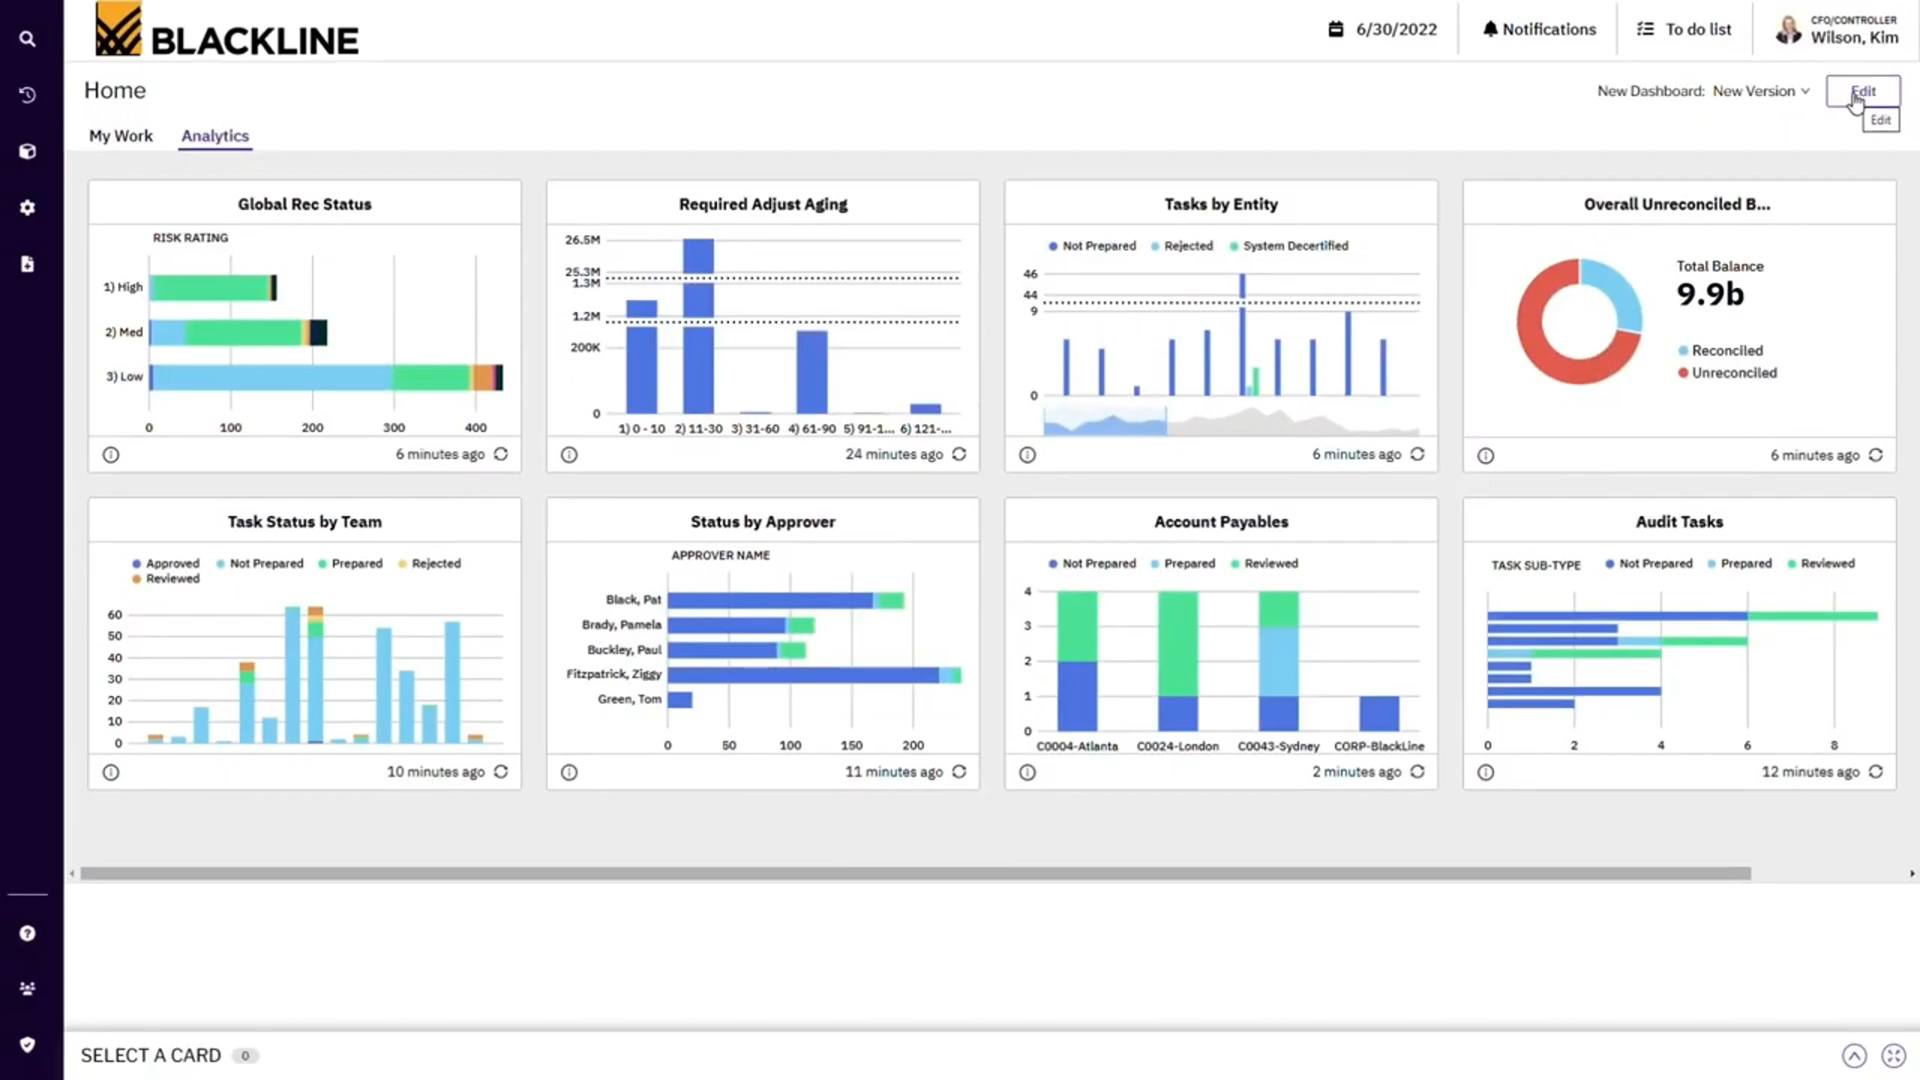 BLACKLINE
6/30/2022
Notifications
To do list
CFO/CONTROLLER
Wilson, Kim
Home
New Dashboard: New Version
Edit
Edit
My Work
Analytics
Global Rec Status
RISK RATING
1) High
2) Med
3) Low
0 100 200 300 400
6 minutes ago
Required Adjust Aging
26.5M
25.3M
1.3M
1.2M
200K
0
1) 0 - 10 2) 11-30 3) 31-60 4) 61-90 5) 91-1... 6) 121-...
24 minutes ago
Tasks by Entity
Not Prepared Rejected System Decertified
46
44
9
0
6 minutes ago
Overall Unreconciled B...
Total Balance
9.9b
Reconciled
Unreconciled
6 minutes ago
Task Status by Team
Approved Not Prepared Prepared Rejected
Reviewed
60
50
40
30
20
10
0
10 minutes ago
Status by Approver
APPROVER NAME
Black, Pat
Brady, Pamela
Buckley, Paul
Fitzpatrick, Ziggy
Green, Tom
0 50 100 150 200
11 minutes ago
Account Payables
Not Prepared Prepared Reviewed
4
3
2
1
0
C0004-Atlanta C0024-London C0043-Sydney CORP-BlackLine
2 minutes ago
Audit Tasks
TASK SUB-TYPE Not Prepared Prepared Reviewed
0 2 4 6 8
12 minutes ago
SELECT A CARD 0